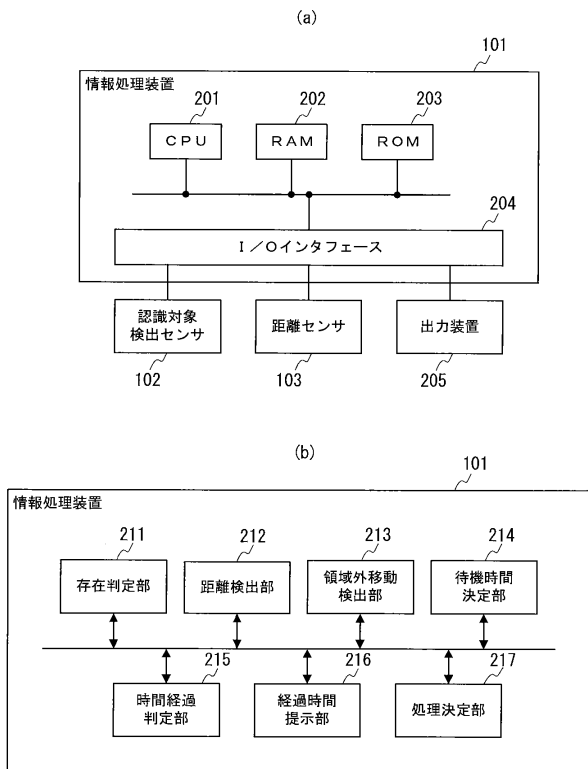 (a)
101
情報処理装置
201
202
203
CPU
RAM
ROM
204
I/Oインタフェース
認識対象
検出センサ
距離センサ
出力装置
102
103
205
(b)
101
情報処理装置
211
212
213
214
存在判定部
距離検出部
領域外移動
検出部
待機時間
決定部
215
216
217
時間経過
判定部
経過時間
提示部
処理決定部